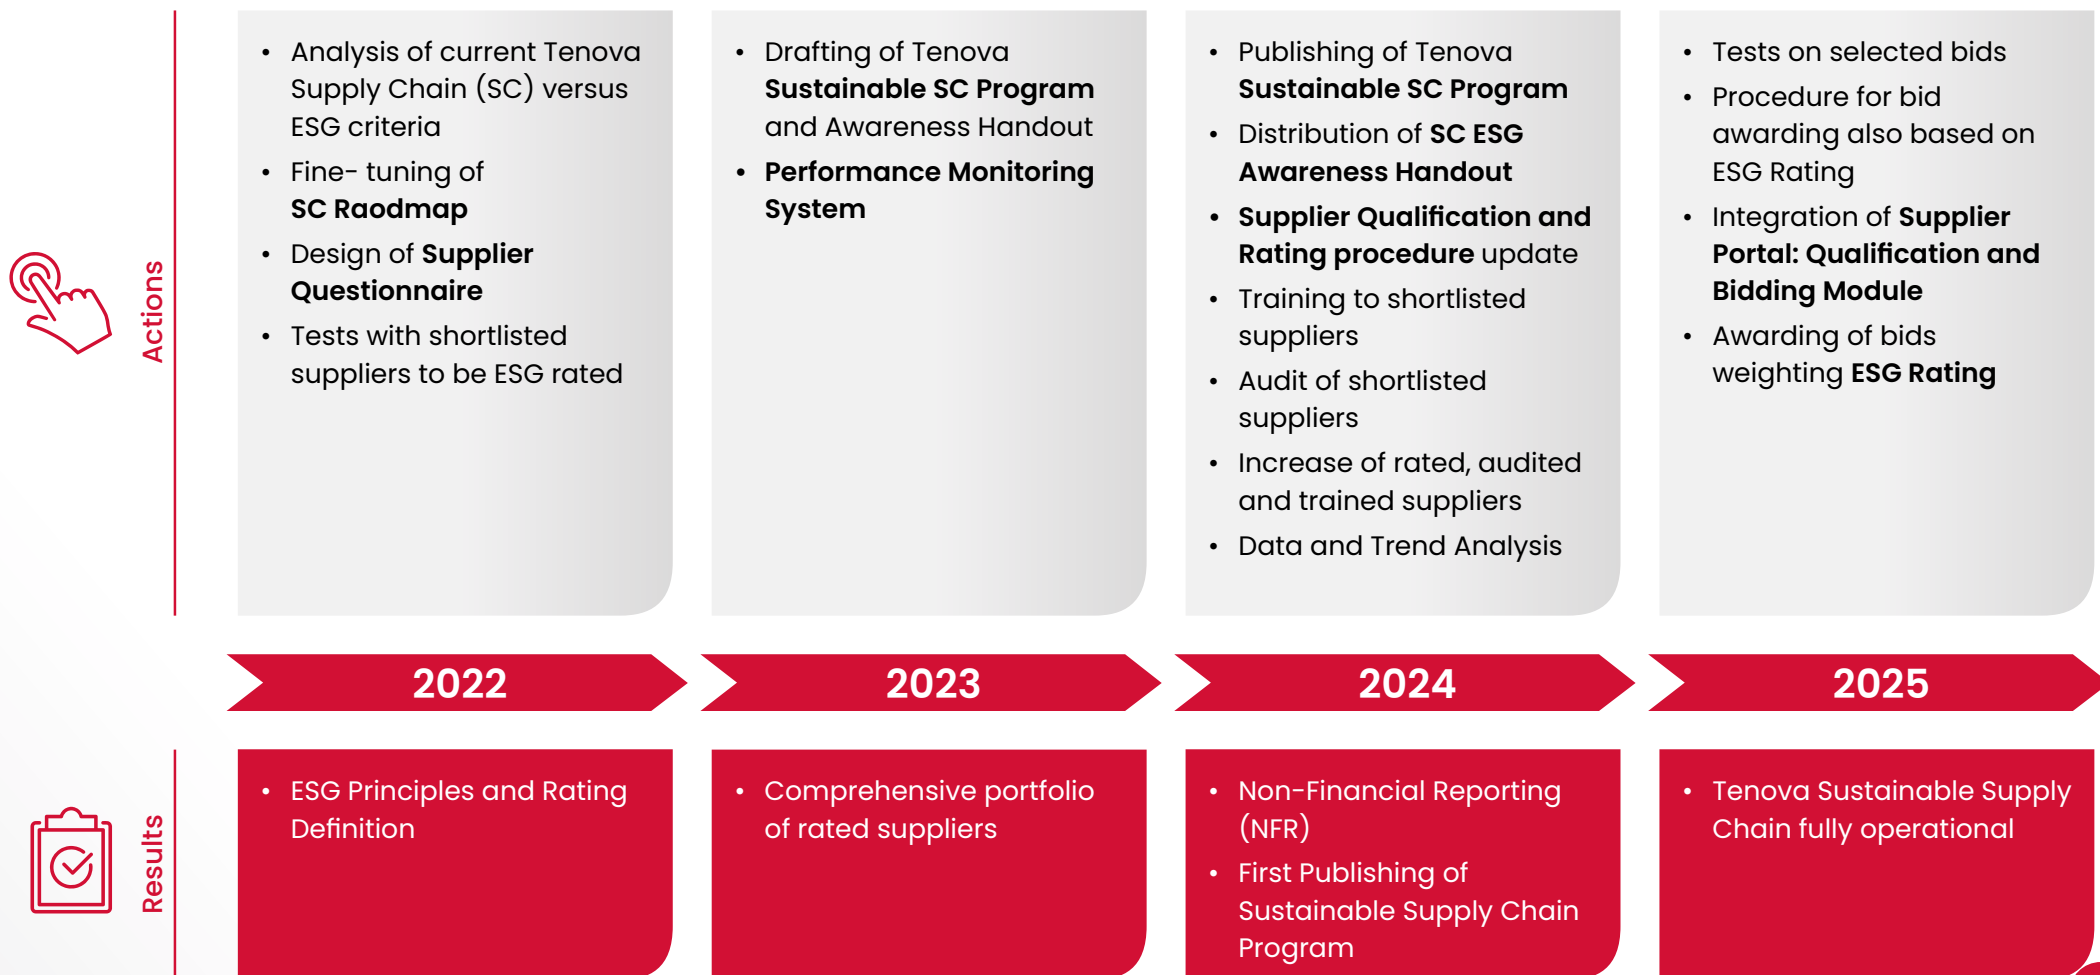 Actions
• Analysis of current Tenova
Supply Chain (SC) versus
ESG criteria
• Fine- tuning of
SC Raodmap
• Design of Supplier
Questionnaire
• Tests with shortlisted
suppliers to be ESG rated
• Drafting of Tenova
Sustainable SC Program
and Awareness Handout
• Performance Monitoring
System
• Publishing of Tenova
Sustainable SC Program
• Distribution of SC ESG
Awareness Handout
• Supplier Qualification and
Rating procedure update
• Training to shortlisted
suppliers
• Audit of shortlisted
suppliers
• Increase of rated, audited
and trained suppliers
• Data and Trend Analysis
• Tests on selected bids
• Procedure for bid
awarding also based on
ESG Rating
• Integration of Supplier
Portal: Qualification and
Bidding Module
• Awarding of bids
weighting ESG Rating
2022
2023
2024
2025
Results
• ESG Principles and Rating
Definition
• Comprehensive portfolio
of rated suppliers
• Non-Financial Reporting
(NFR)
• First Publishing of
Sustainable Supply Chain
Program
• Tenova Sustainable Supply
Chain fully operational